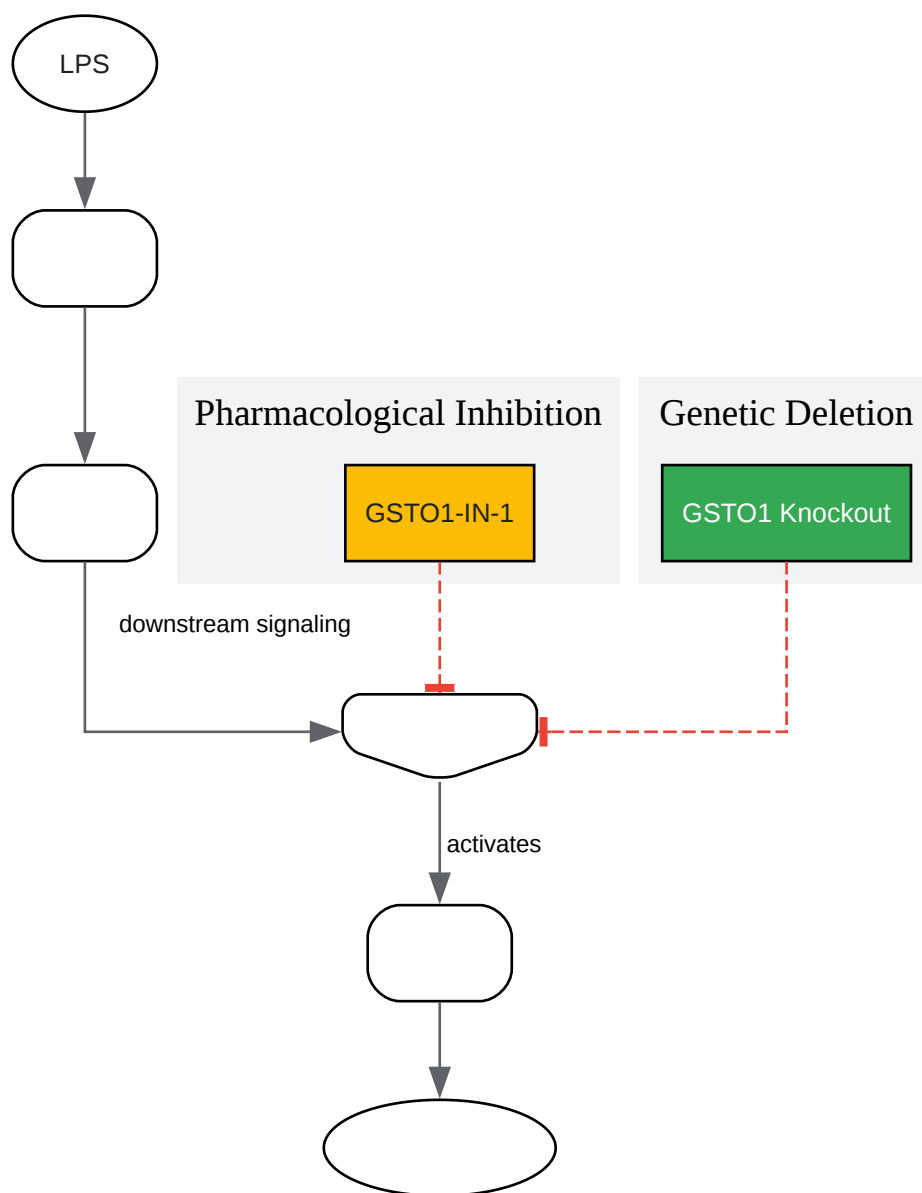 LPS
Pharmacological Inhibition
Genetic Deletion
GSTO1-IN-1
GSTO1 Knockout
downstream signaling
activates